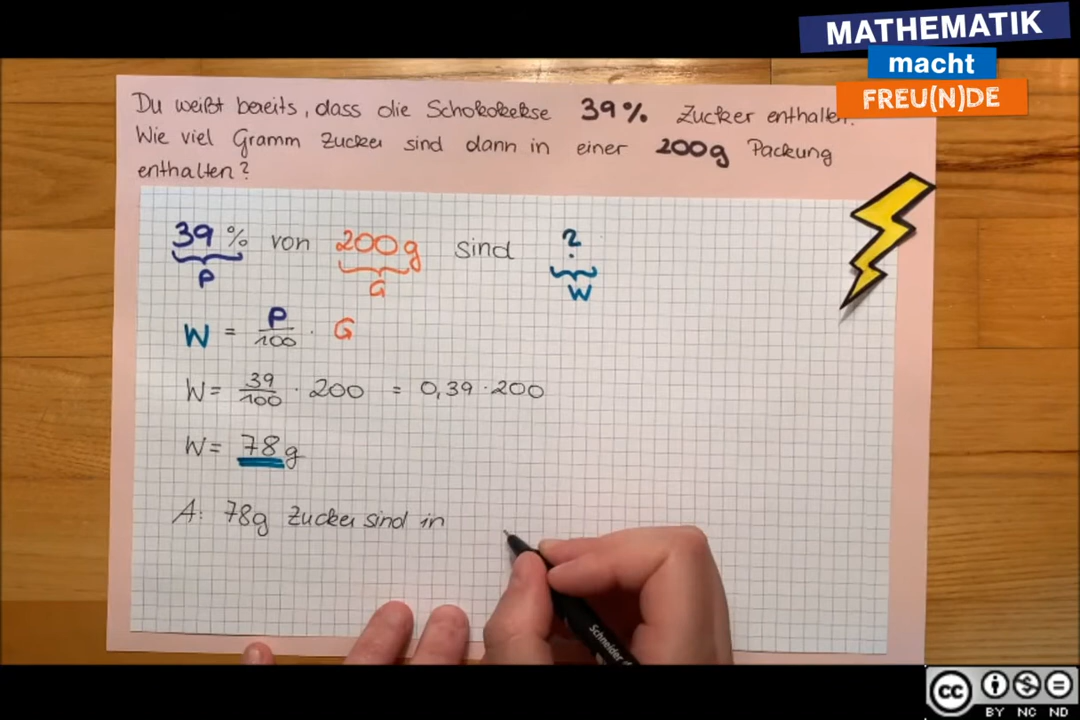 MATHEMATIK
macht
FREU(N)DE
Du weißt bereits, dass die Schokokekse 39% Zucker enthalten.
Wie viel Gramm Zucker sind dann in einer 200g Packung
enthalten?
39% von 200g sind ?
P G W
W = P/100 · G
W = 39/100 · 200 = 0,39 · 200
W = 78g
A: 78g Zucker sind in
Schneider
cc BY NC ND